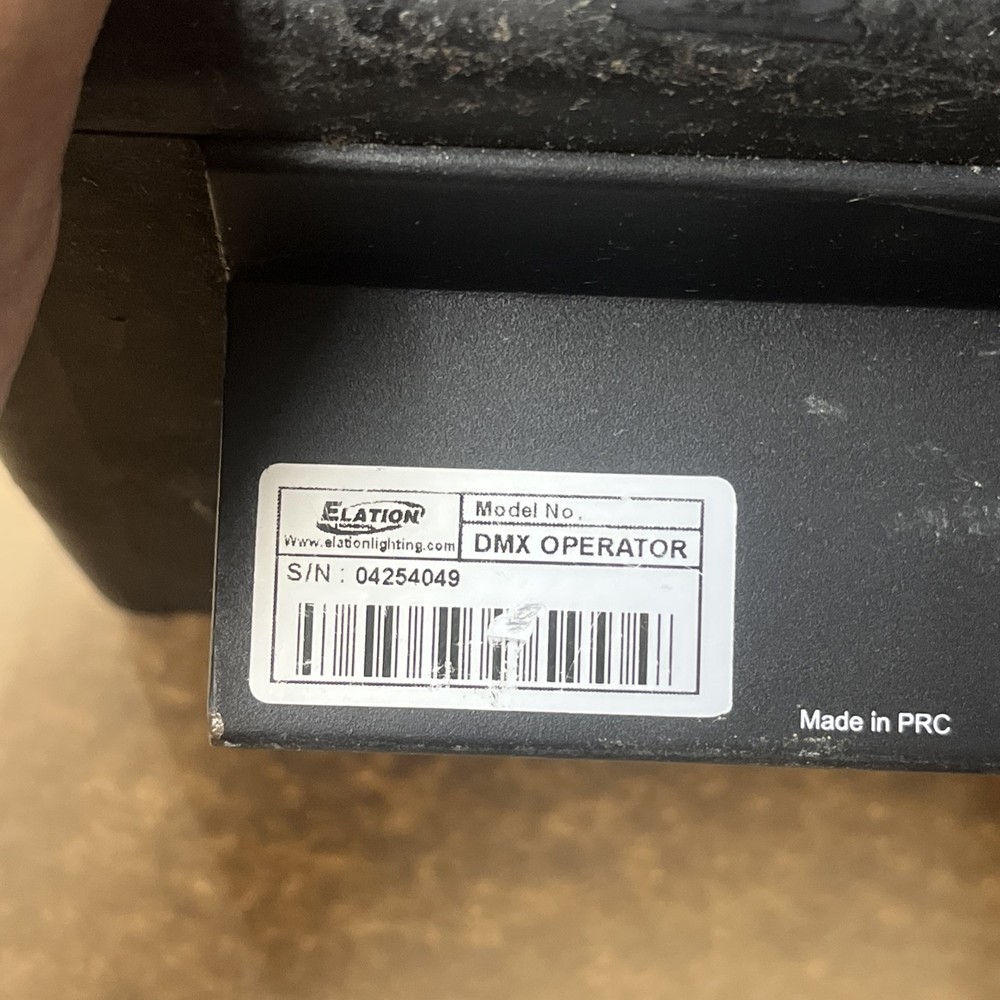 ELATION
Www.elationlighting.com
Model No.
DMX OPERATOR
S/N : 04254049
Made in PRC